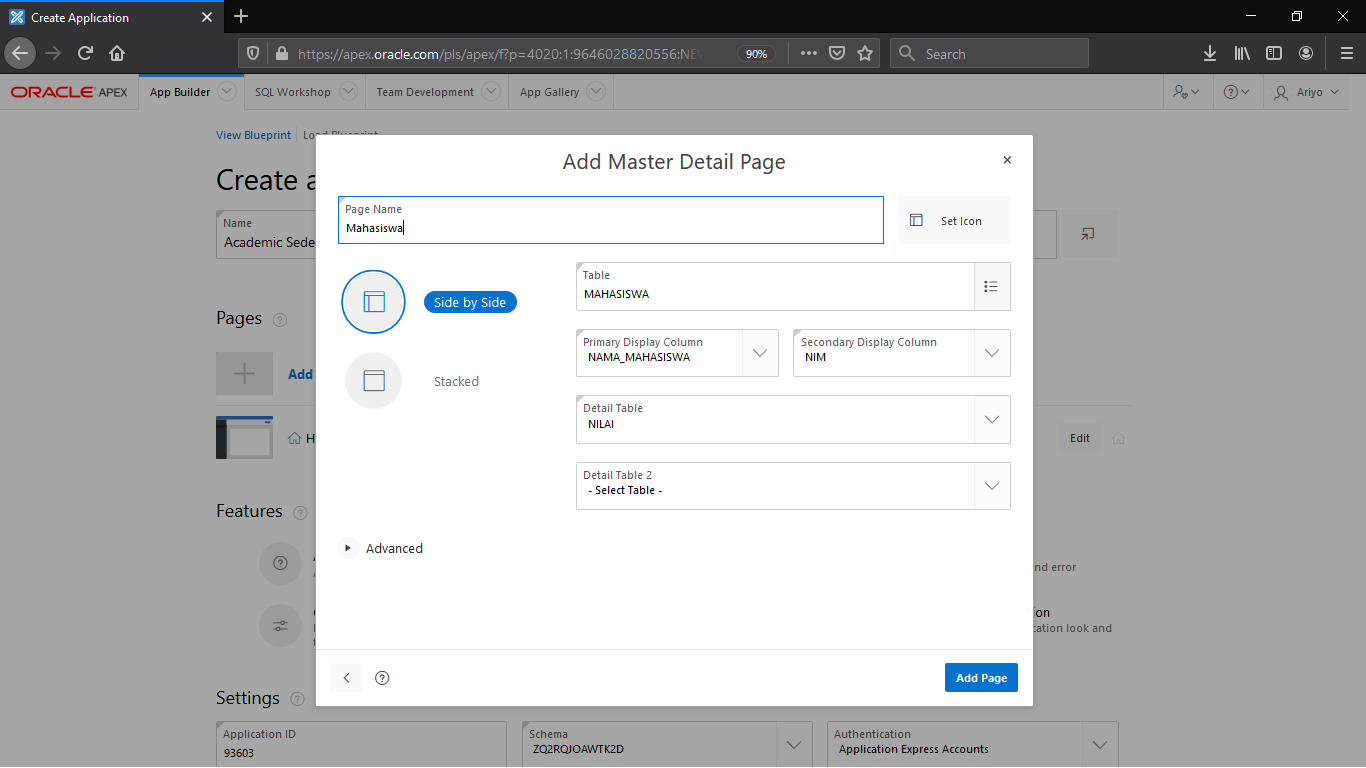 Create Application
https://apex.oracle.com/pls/apex/f?p=4020:1:9646028820556:NE
90%
Search
ORACLE APEX
App Builder
SQL Workshop
Team Development
App Gallery
Ariyo
View Blueprint
Create a
Name
Academic Sede
Pages
Add
H
Edit
Features
nd error
ion
cation look and
Settings
Application ID
93603
Schema
ZQ2RQJOAWTK2D
Authentication
Application Express Accounts
Add Master Detail Page
Page Name
Mahasiswa
Set Icon
Side by Side
Stacked
Table
MAHASISWA
Primary Display Column
NAMA_MAHASISWA
Secondary Display Column
NIM
Detail Table
NILAI
Detail Table 2
- Select Table -
Advanced
Add Page